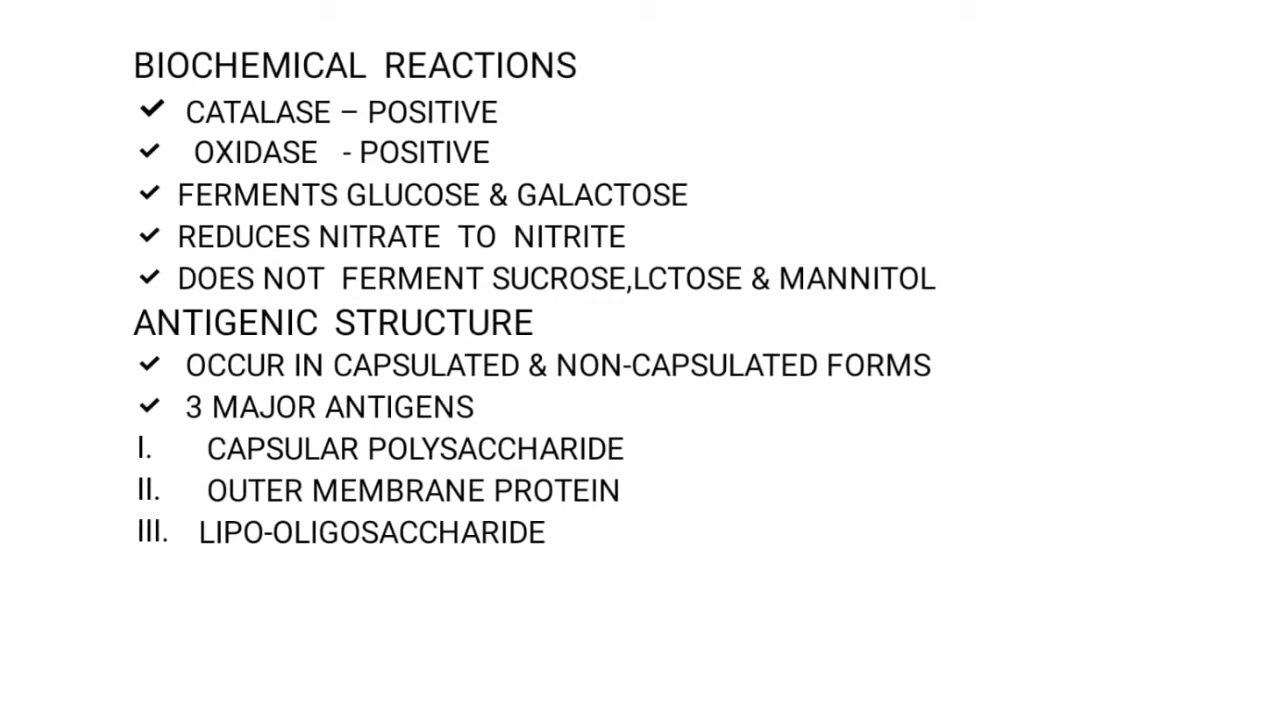 BIOCHEMICAL REACTIONS
✓ CATALASE – POSITIVE
✓ OXIDASE - POSITIVE
✓ FERMENTS GLUCOSE & GALACTOSE
✓ REDUCES NITRATE TO NITRITE
✓ DOES NOT FERMENT SUCROSE,LCTOSE & MANNITOL
ANTIGENIC STRUCTURE
✓ OCCUR IN CAPSULATED & NON-CAPSULATED FORMS
✓ 3 MAJOR ANTIGENS
I. CAPSULAR POLYSACCHARIDE
II. OUTER MEMBRANE PROTEIN
III. LIPO-OLIGOSACCHARIDE